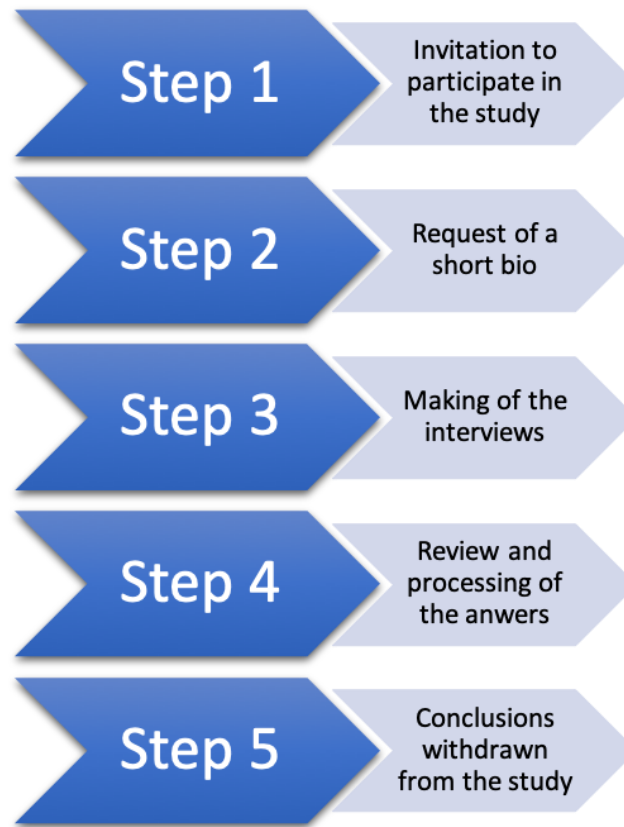 Step 1
Invitation to
participate in
the study
Step 2
Request of a
short bio
Step 3
Making of the
interviews
Step 4
Review and
processing of
the anwers
Step 5
Conclusions
withdrawn
from the study